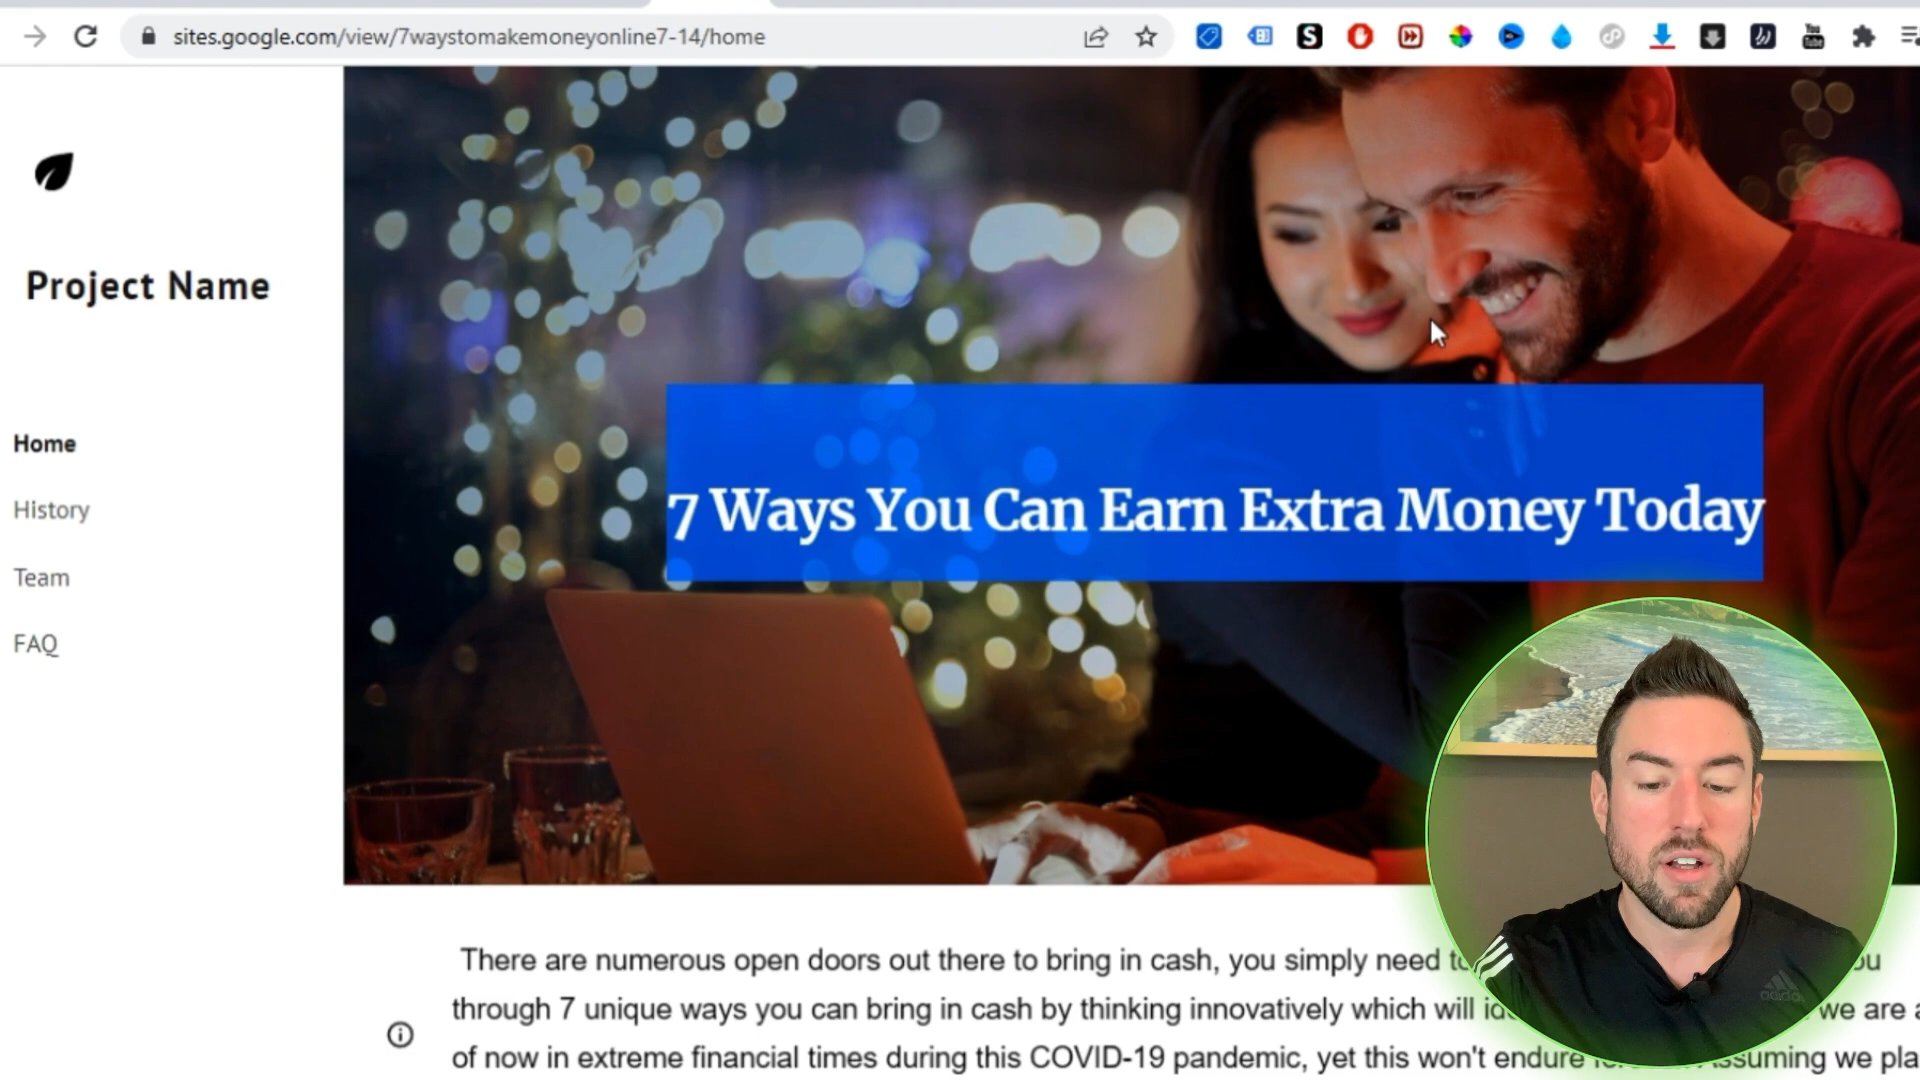 sites.google.com/view/7waystomakemoneyonline7-14/home
S
You
Tube
Project Name
Home
History
Team
FAQ
7 Ways You Can Earn Extra Money Today
There are numerous open doors out there to bring in cash, you simply need
through 7 unique ways you can bring in cash by thinking innovatively which will we are
of now in extreme financial times during this COVID-19 pandemic, yet this won't endure
adidas